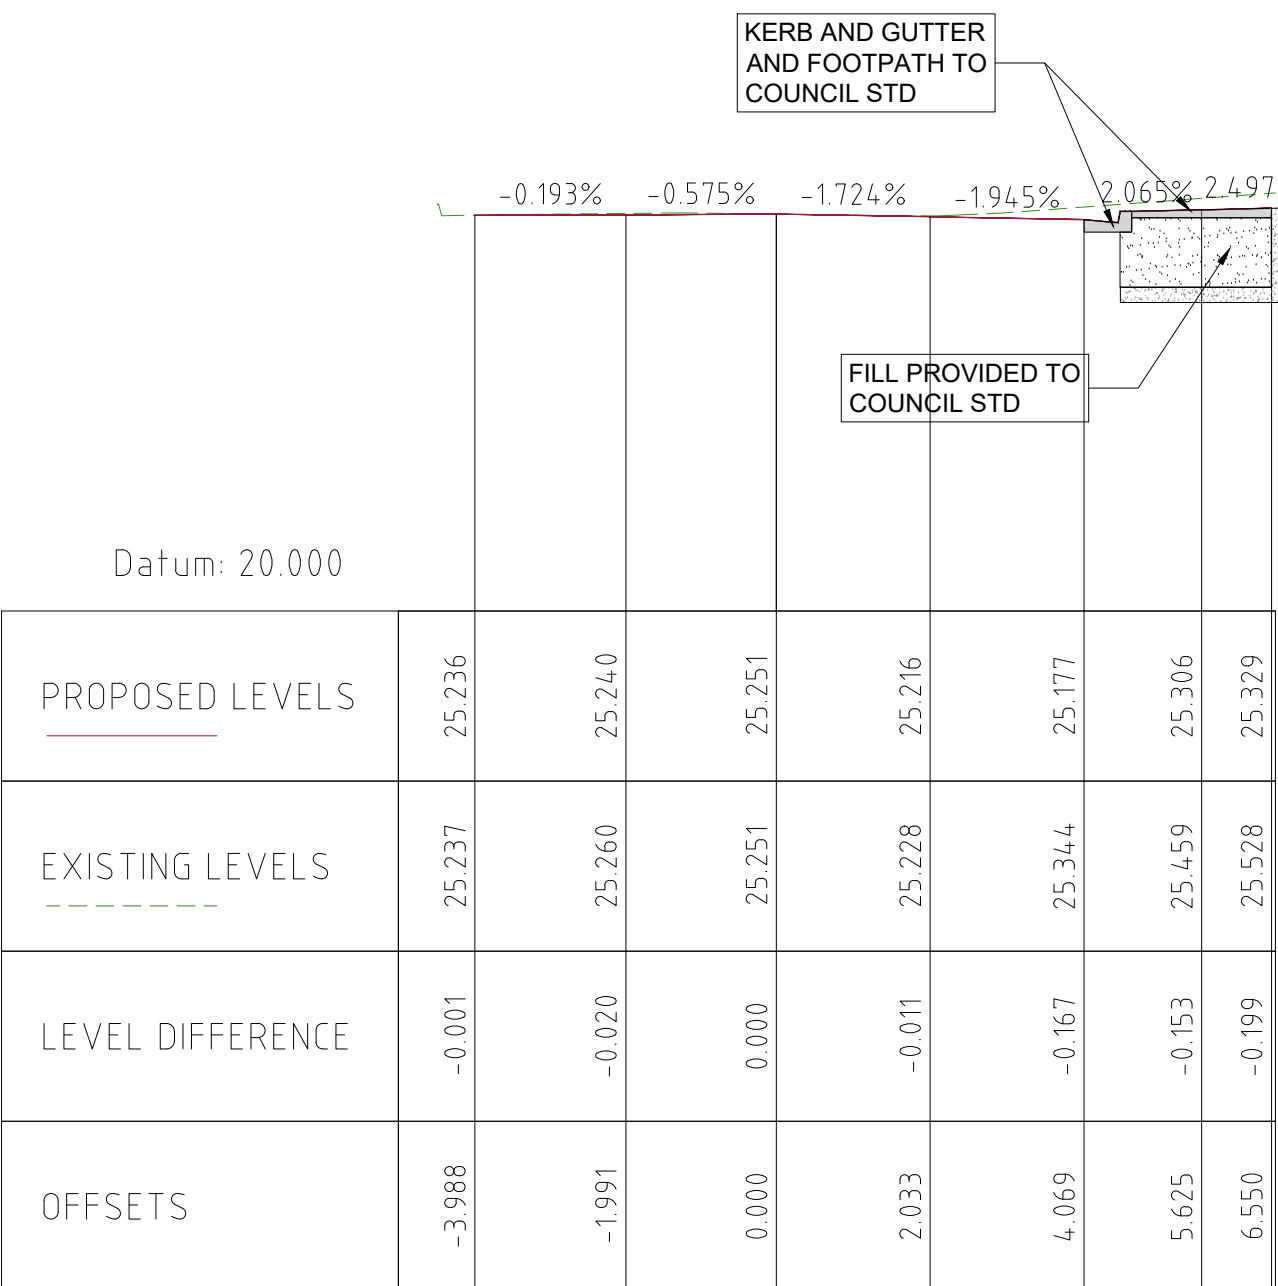 KERB AND GUTTER
AND FOOTPATH TO
COUNCIL STD
-0.193% -0.575% -1.724% -1.945% 2.065% 2.497
FILL PROVIDED TO
COUNCIL STD
Datum: 20.000
PROPOSED LEVELS 25.236 25.240 25.251 25.216 25.177 25.306 25.329
EXISTING LEVELS 25.237 25.260 25.251 25.228 25.344 25.459 25.528
LEVEL DIFFERENCE -0.001 -0.020 0.000 -0.011 -0.167 -0.153 -0.199
OFFSETS -3.988 -1.991 0.000 2.033 4.069 5.625 6.550